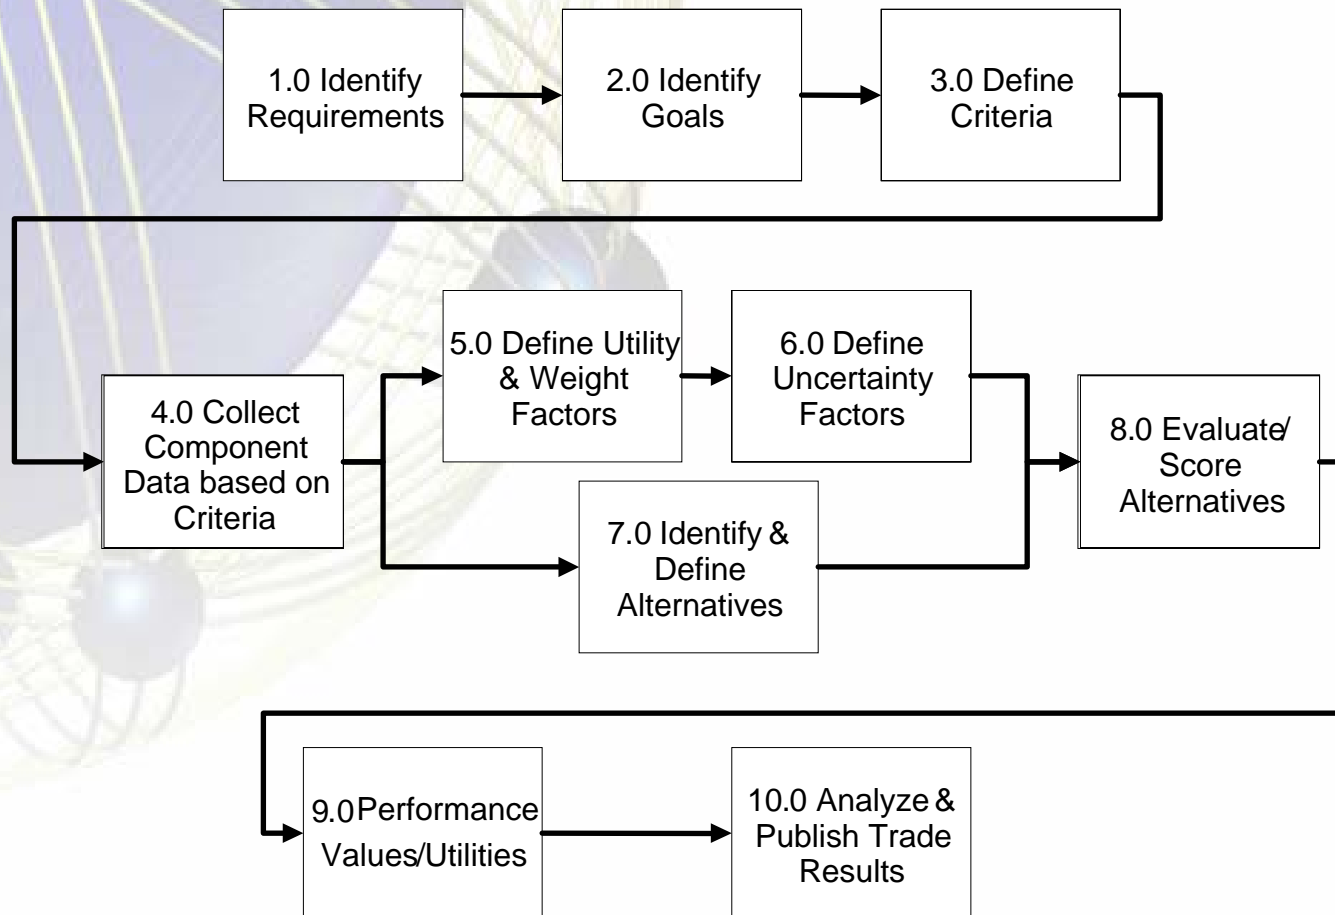 1.0 Identify
Requirements
2.0 Identify
Goals
3.0 Define
Criteria
4.0 Collect
Component
Data based on
Criteria
5.0 Define Utility
& Weight
Factors
6.0 Define
Uncertainty
Factors
7.0 Identify &
Define
Alternatives
8.0 Evaluate/
Score
Alternatives
9.0 Performance
Values/Utilities
10.0 Analyze &
Publish Trade
Results